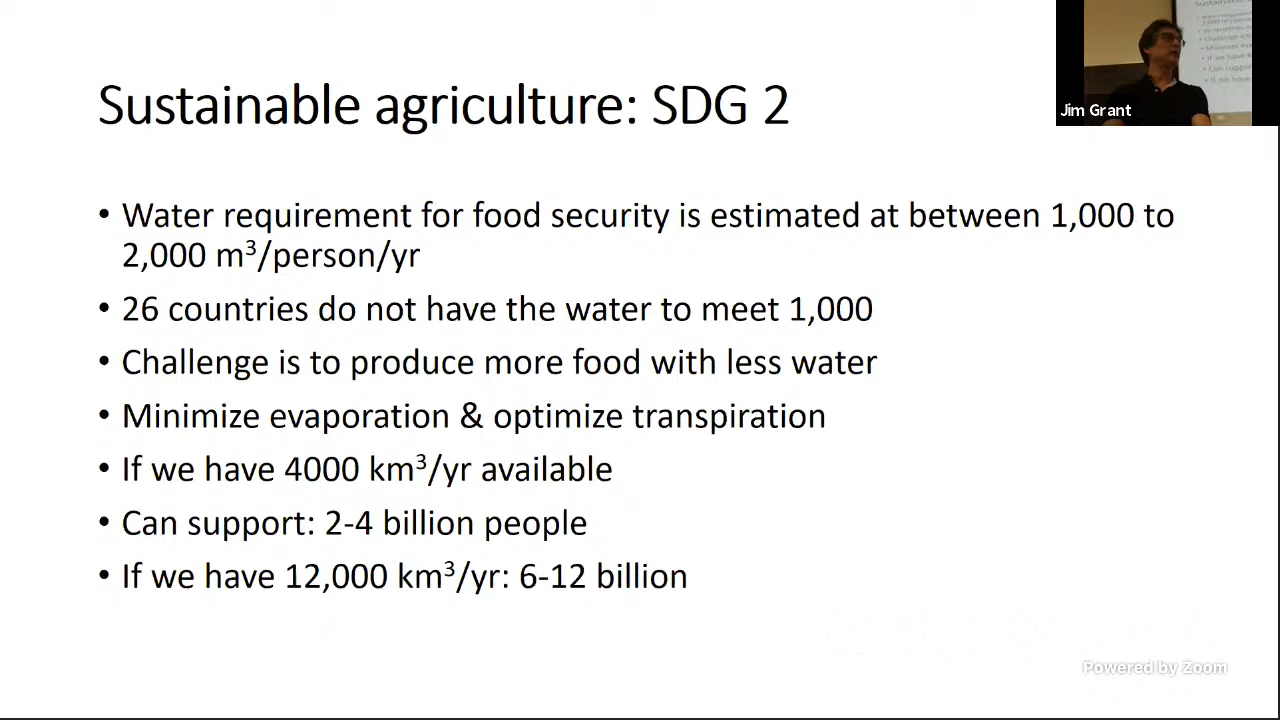 Sustainable agriculture: SDG 2
Jim Grant
• Water requirement for food security is estimated at between 1,000 to
2,000 m³/person/yr
• 26 countries do not have the water to meet 1,000
• Challenge is to produce more food with less water
• Minimize evaporation & optimize transpiration
• If we have 4000 km³/yr available
• Can support: 2-4 billion people
• If we have 12,000 km³/yr: 6-12 billion
Powered by Zoom